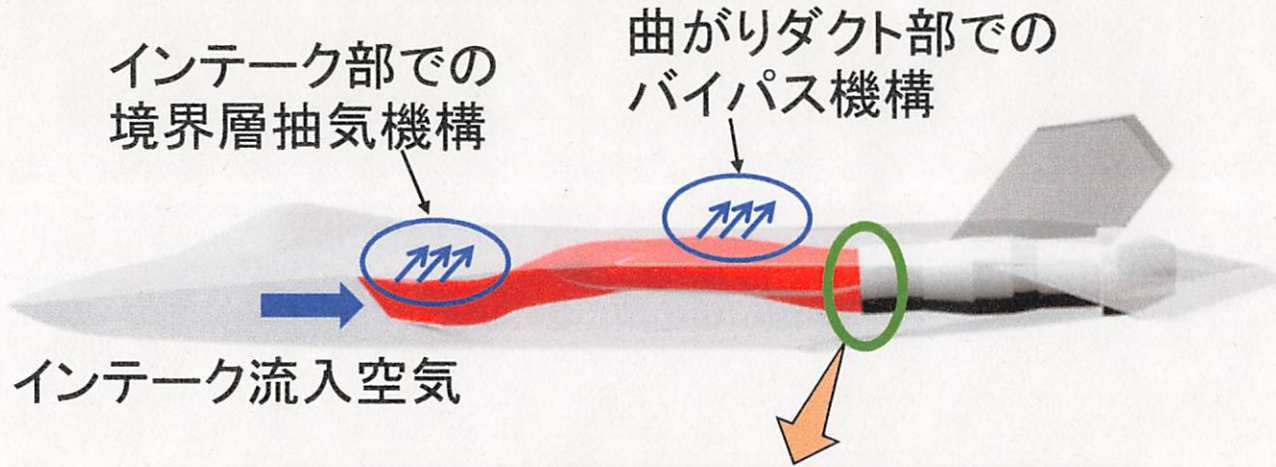 インテーク部での
境界層抽気機構
曲がりダクト部での
バイパス機構
インテーク流入空気